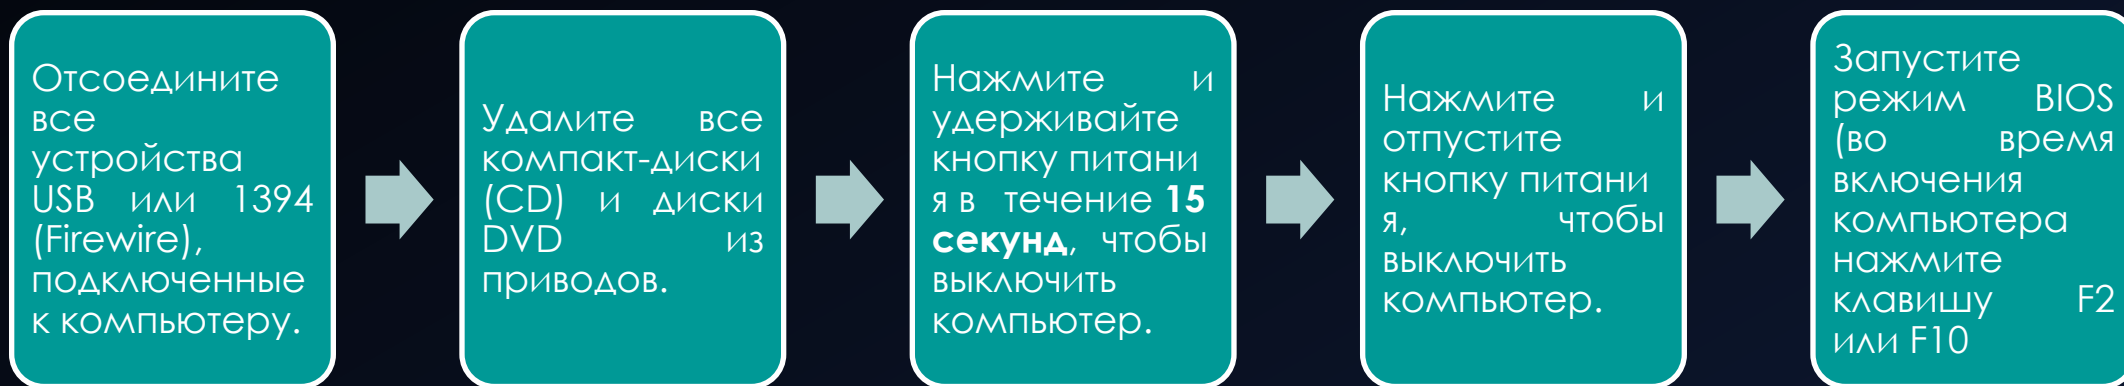 Отсоедините
все
устройства
USB или 1394
(Firewire),
подключенные
к компьютеру.
Удалите все
компакт-диски
(CD) и диски
DVD из
приводов.
Нажмите и
удерживайте
кнопку питани
я в течение 15
секунд, чтобы
выключить
компьютер.
Нажмите и
отпустите
кнопку питани
я, чтобы
выключить
компьютер.
Запустите
режим BIOS
(во время
включения
компьютера
нажмите
клавишу F2
или F10